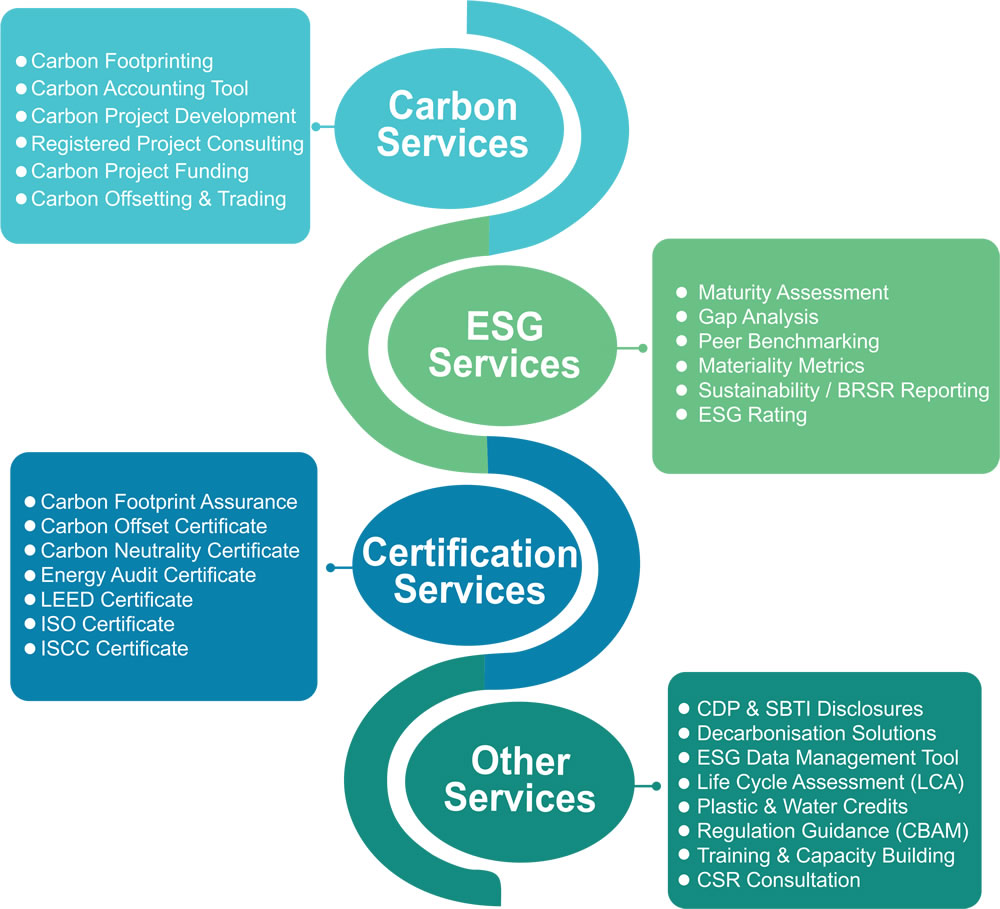 Carbon Footprinting
Carbon Accounting Tool
Carbon Project Development
Registered Project Consulting
Carbon Project Funding
Carbon Offsetting & Trading
Carbon
Services
ESG
Services
Maturity Assessment
Gap Analysis
Peer Benchmarking
Materiality Metrics
Sustainability / BRSR Reporting
ESG Rating
Carbon Footprint Assurance
Carbon Offset Certificate
Carbon Neutrality Certificate
Energy Audit Certificate
LEED Certificate
ISO Certificate
ISCC Certificate
Certification
Services
Other
Services
CDP & SBTI Disclosures
Decarbonisation Solutions
ESG Data Management Tool
Life Cycle Assessment (LCA)
Plastic & Water Credits
Regulation Guidance (CBAM)
Training & Capacity Building
CSR Consultation